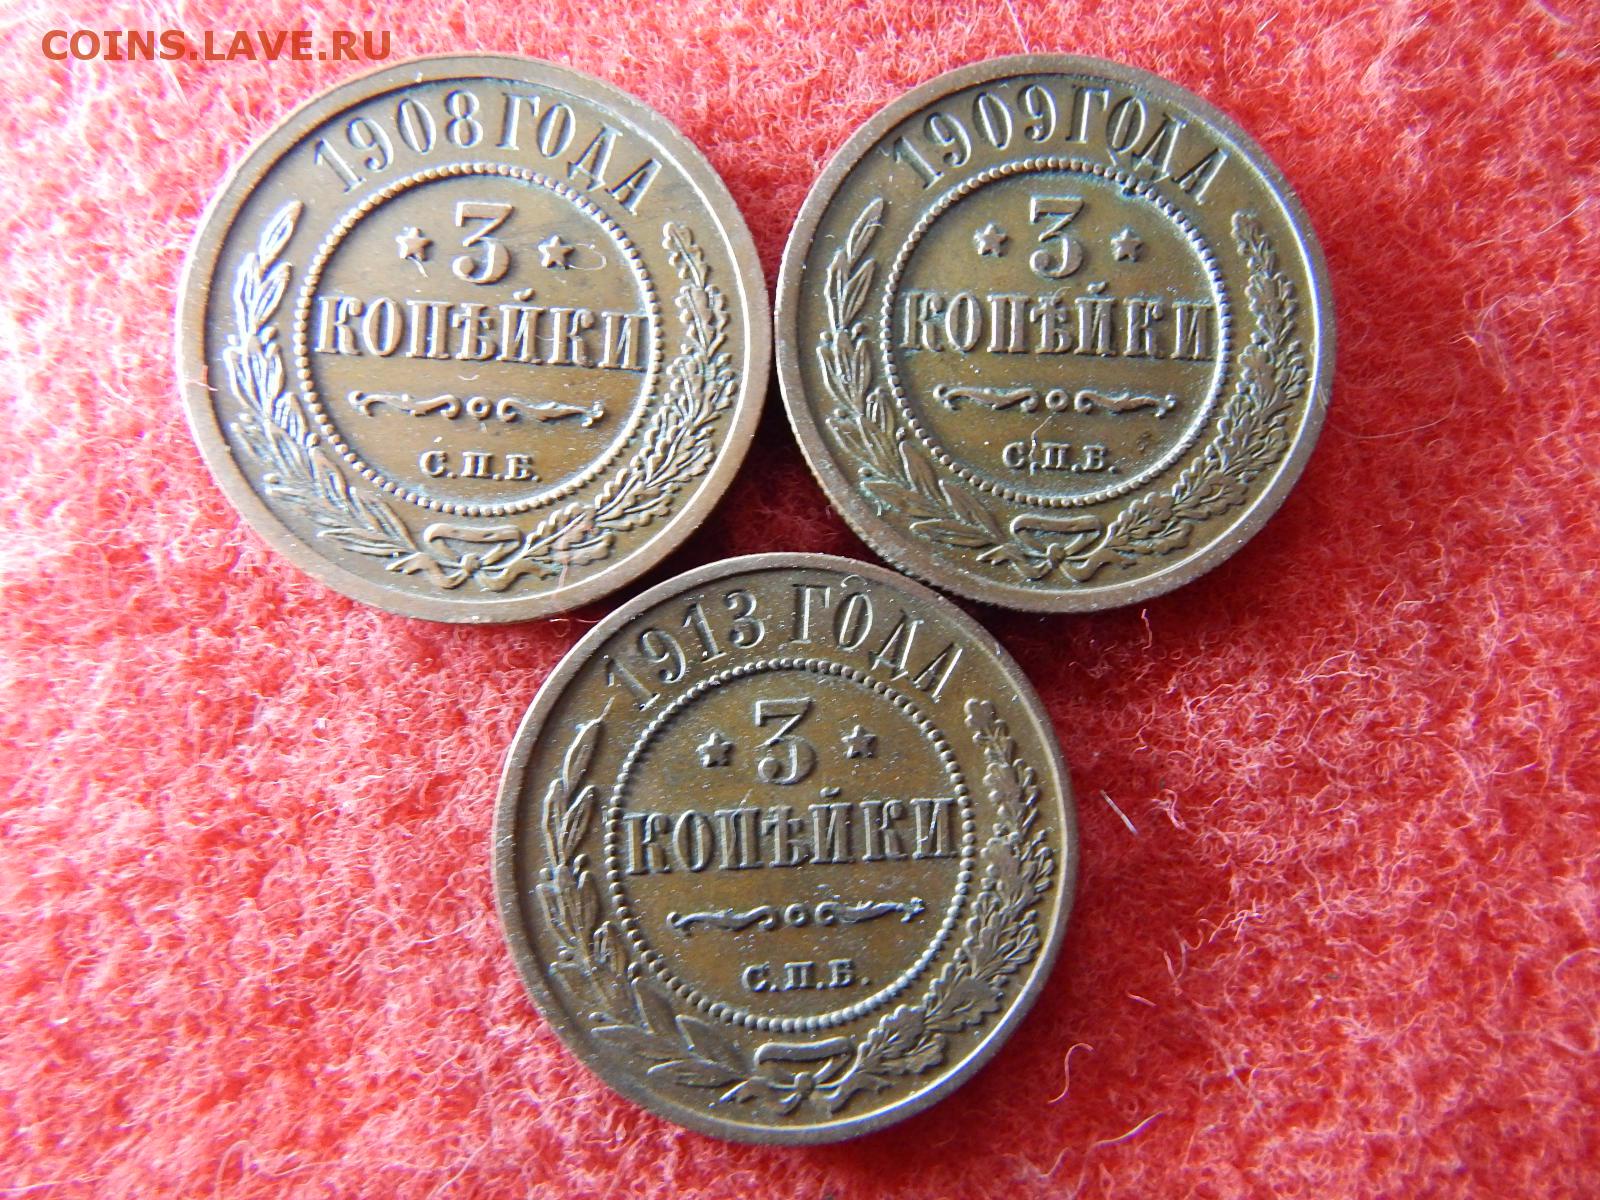 COINS.LAVE.RU
1908 ГОДА
3
КОПѢЙКИ
С.П.Б.
1909 ГОДА
3
КОПѢЙКИ
С.П.Б.
1913 ГОДА
3
КОПѢЙКИ
С.П.Б.